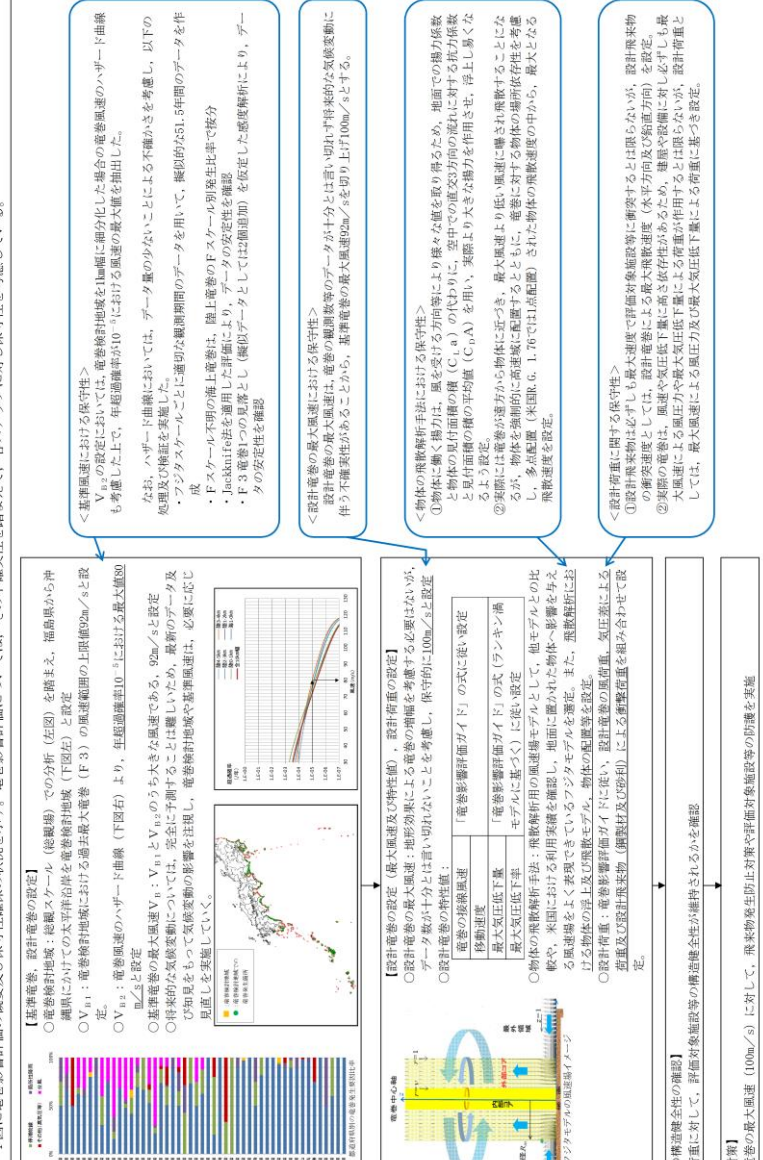 【基準竜巻，設計竜巻の設定】
○竜巻検討地域：総観スケール（総観場）での分析（左図）を踏まえ，福島県から沖
縄県にかけての太平洋沿岸を竜巻検討地域（下図左）と設定
○VB1：竜巻検討地域における過去最大竜巻（F3）の風速範囲の上限値92m／sと設
定。
○VB2：竜巻風速のハザード曲線（下図右）より，年超過確率10⁻⁵における最大値80
m／sと設定
○基準竜巻の最大風速VB：VB1とVB2のうち大きな風速である，92m／sと設定
○将来的な気候変動については，完全に予測することは難しいため，最新のデータ及
び知見をもって気候変動の影響を注視し，竜巻検討地域や基準風速は，必要に応じ
見直しを実施していく。
0% 50% 100%
都道府県別の竜巻発生要因比率
【設計竜巻の設定（最大風速及び特性値），設計荷重の設定】
○設計竜巻の最大風速：地形効果による竜巻の増幅を考慮する必要はないが，
データ数が十分とは言い切れないことを考慮し，保守的に100m／sと設定
○設計竜巻の特性値：
竜巻の接線風速 「竜巻影響評価ガイド」の式に従い設定
移動速度
最大気圧低下量 「竜巻影響評価ガイド」の式（ランキン渦
最大気圧低下率 モデルに基づく）に従い設定
○物体の飛散解析手法：飛散解析用の風速場モデルとして，他モデルとの比
較や，米国における利用実績を確認し，地面に置かれた物体へ影響を与え
る風速場をよく表現できているフジタモデルを選定。また，飛散解析にお
ける物体の浮上及び飛散モデル，物体の配置等を設定。
○設計荷重：竜巻影響評価ガイドに従い，設計竜巻の風荷重，気圧差による
荷重及び設計飛来物（鋼製材及び砂利）による衝撃荷重を組み合わせて設
定。
竜巻中心軸
フジタモデルの風速場イメージ
の構造健全性の確認】
荷重に対して，評価対象施設等の構造健全性が維持されるかを確認
対策】
竜巻の最大風速（100m／s）に対して，飛来物発生防止対策や評価対象施設等の防護を実施
＜基準風速における保守性＞
VB2の設定においては，竜巻検討地域を1km幅に細分化した場合の竜巻風速のハザード曲線
も考慮した上で，年超過確率が10⁻⁵における風速の最大値を抽出した。
なお，ハザード曲線においては，データ量の少ないことによる不確かさを考慮し，以下の
処理及び検証を実施した。
・フジタスケールごとに適切な観測期間のデータを用いて，擬似的な51.5年間のデータを作
成
・Fスケール不明の海上竜巻は，陸上竜巻のFスケール別発生比率で按分
・Jackknife法を適用した評価により，データの安定性を確認
・F3竜巻1つの見落とし（擬似データとしては2個追加）を仮定した感度解析により，デー
タの安定性を確認
＜設計竜巻の最大風速における保守性＞
設計竜巻の最大風速は，竜巻の観測数等のデータが十分とは言い切れず将来的な気候変動に
伴う不確実性があることから，基準竜巻の最大風速92m／sを切り上げ100m／sとする。
＜物体の飛散解析手法における保守性＞
①物体に働く揚力は，風を受ける方向等により様々な値を取り得るため，地面での揚力係数
と物体の見付面積の積（CLa）の代わりに，空中での直交3方向の流れに対する抗力係数
と見付面積の積の平均値（CDA）を用い，実際より大きな揚力を作用させ，浮上し易くな
るよう設定。
②実際には竜巻が遠方から物体に近づき，最大風速より低い風速に曝され飛散することにな
るが，物体を強制的に高速域に配置するとともに，竜巻に対する物体の場所依存性を考慮
し，多点配置（米国R.G. 1.76では1点配置）された物体の飛散速度の中から，最大となる
飛散速度を設定。
＜設計荷重に関する保守性＞
①設計飛来物は必ずしも最大速度で評価対象施設等に衝突するとは限らないが，設計飛来物
の衝突速度としては，設計竜巻による最大飛散速度（水平方向及び鉛直方向）を設定。
②実際の竜巻は，風速や気圧低下量に高さ依存性があるため，建屋や設備に対し必ずしも最
大風速による風圧力や最大気圧低下量による荷重が作用するとは限らないが，設計荷重と
しては，最大風速による風圧力及び最大気圧低下量による荷重に基づき設定。